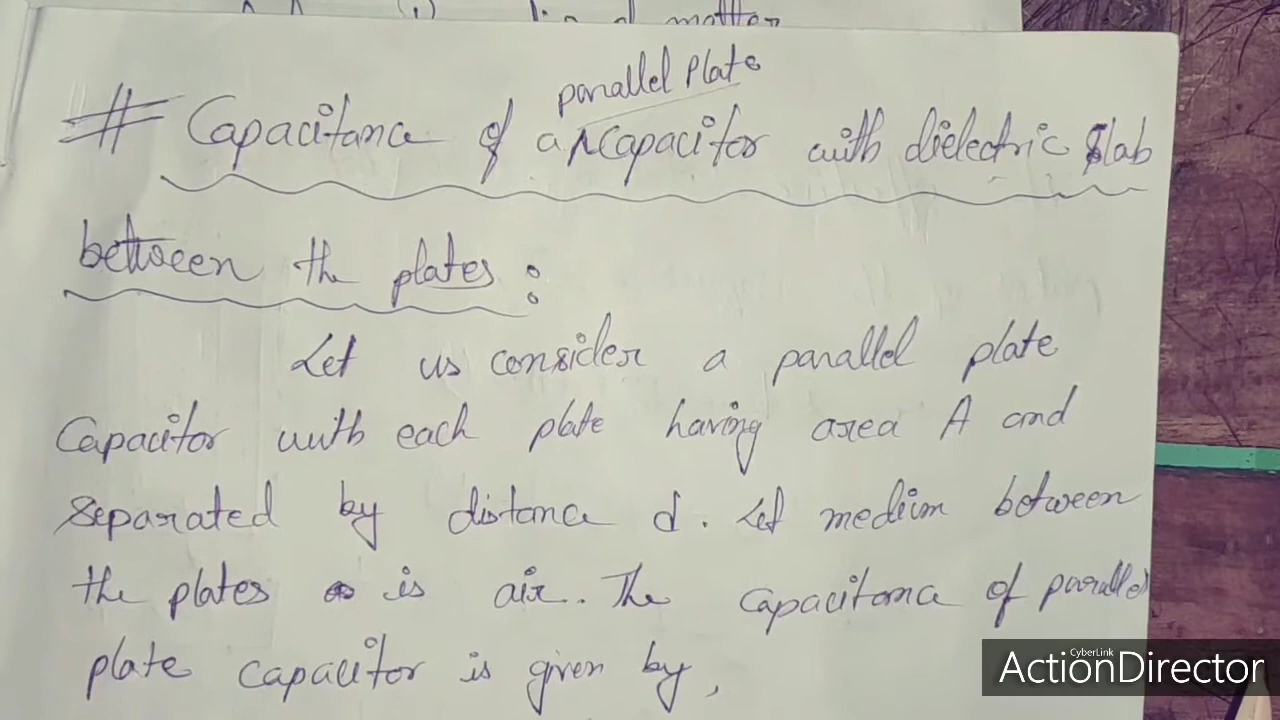 matter
parallel plate
# Capacitance of a capacitor with dielectric slab
between the plates :
Let us consider a parallel plate
Capacitor with each plate having area A and
separated by distance d. Let medium between
the plates is air. The capacitance of parallel
plate capacitor is given by,
CyberLink
ActionDirector